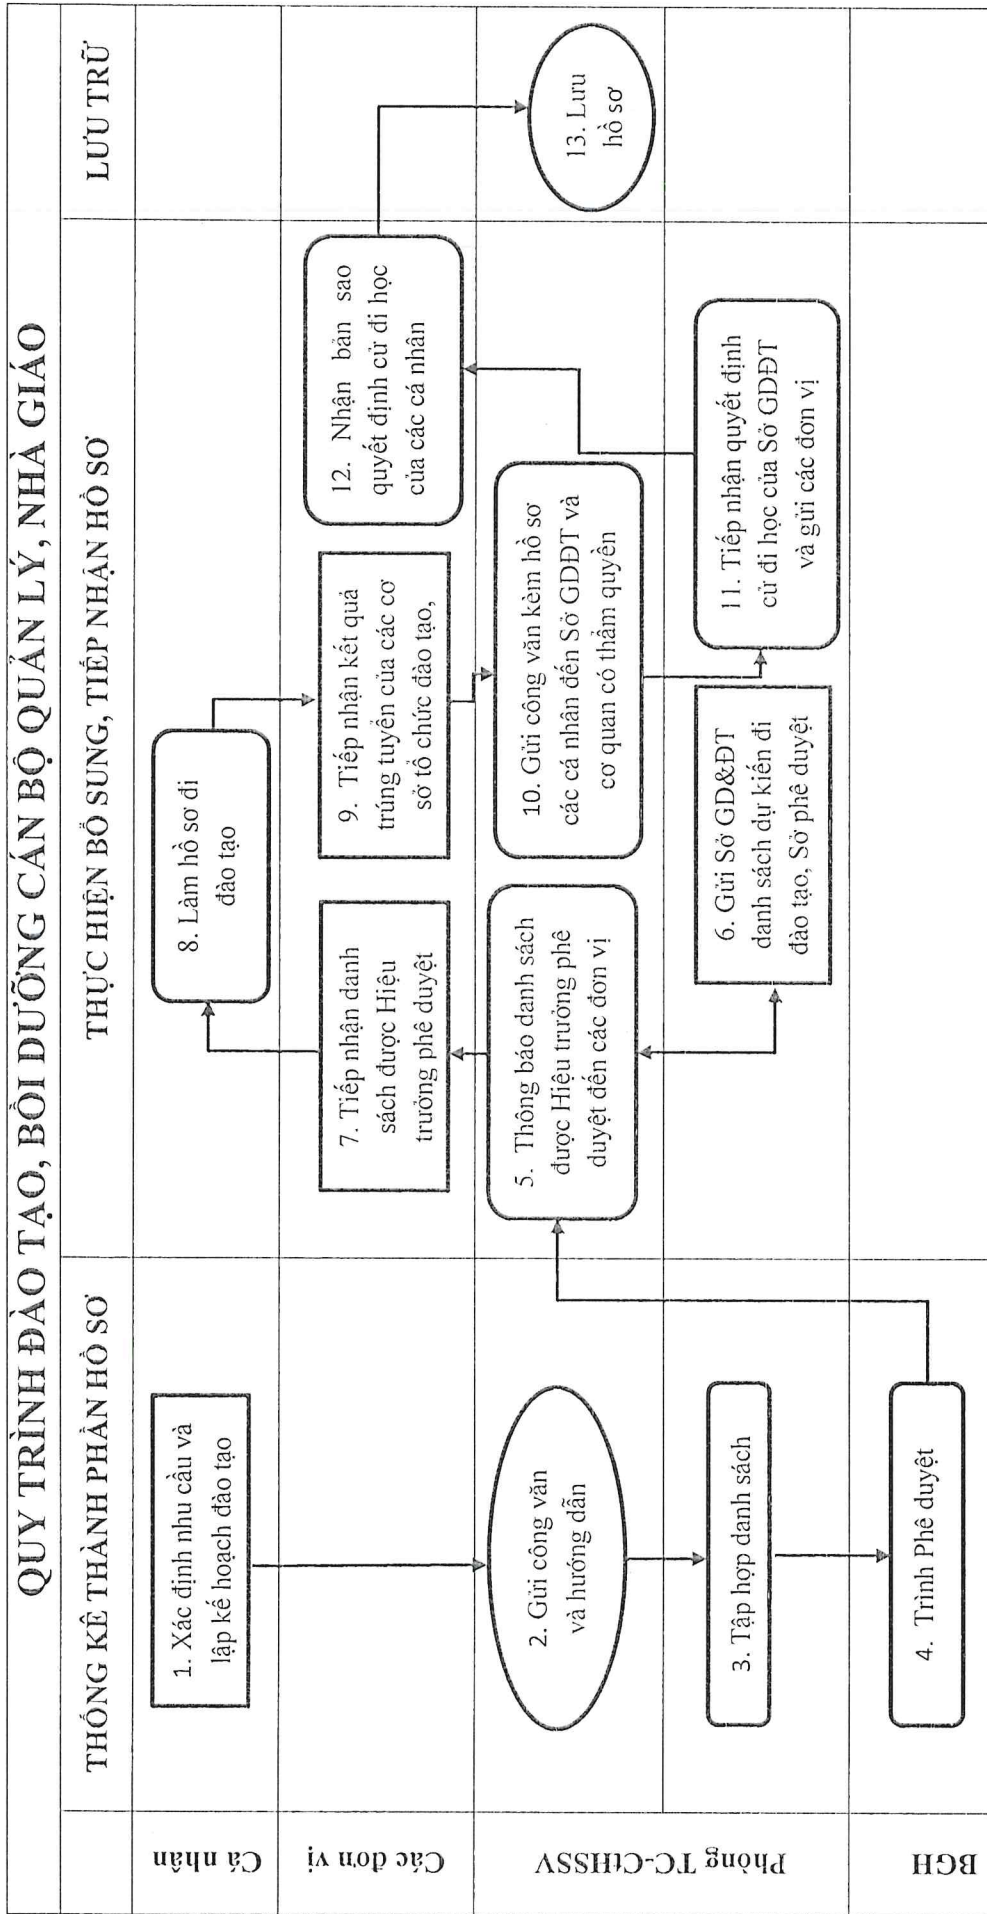 QUY TRÌNH ĐÀO TẠO, BỒI DƯỠNG CÁN BỘ QUẢN LÝ, NHÀ GIÁO
THỐNG KÊ THÀNH PHẦN HỒ SƠ
THỰC HIỆN BỔ SUNG, TIẾP NHẬN HỒ SƠ
LƯU TRỮ
Cá nhân
1. Xác định nhu cầu và
lập kế hoạch đào tạo
8. Làm hồ sơ đi
đào tạo
Các đơn vị
7. Tiếp nhận danh
sách được Hiệu
trưởng phê duyệt
9. Tiếp nhận kết quả
trúng tuyển của các cơ
sở tổ chức đào tạo,
12. Nhận bản sao
quyết định cử đi học
của các cá nhân
Phòng TC-CtHSSV
2. Gửi công văn
và hướng dẫn
5. Thông báo danh sách
được Hiệu trưởng phê
duyệt đến các đơn vị
10. Gửi công văn kèm hồ sơ
các cá nhân đến Sở GDĐT và
cơ quan có thẩm quyền
13. Lưu
hồ sơ
3. Tập hợp danh sách
6. Gửi Sở GD&ĐT
danh sách dự kiến đi
đào tạo, Sở phê duyệt
11. Tiếp nhận quyết định
cử đi học của Sở GDĐT
và gửi các đơn vị
BGH
4. Trình Phê duyệt